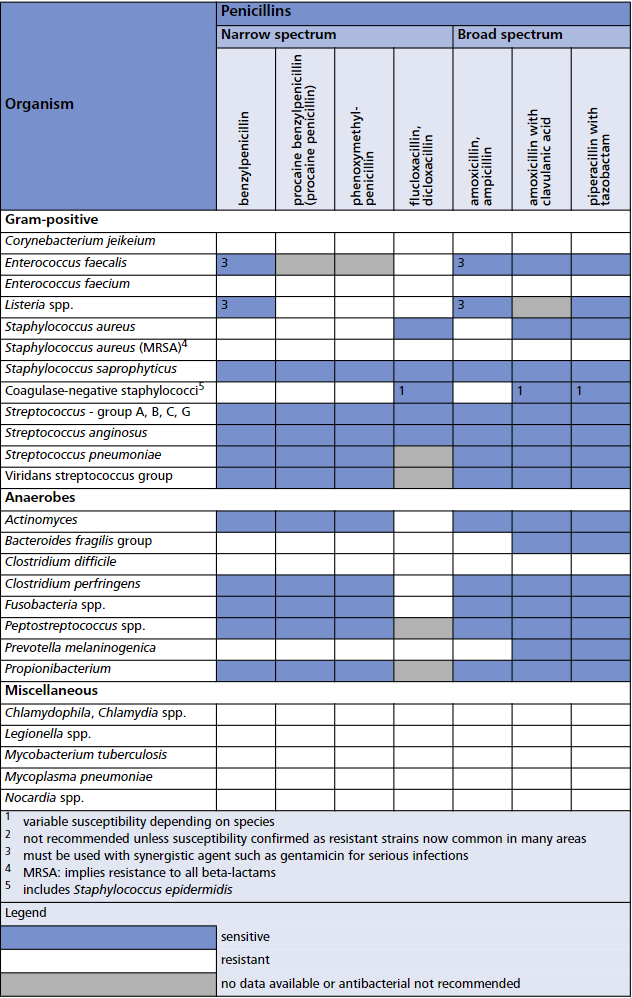 Penicillins
Narrow spectrum Broad spectrum
Organism
benzylpenicillin
procaine benzylpenicillin
(procaine penicillin)
phenoxymethyl-
penicillin
flucloxacillin,
dicloxacillin
amoxicillin,
ampicillin
amoxicillin with
clavulanic acid
piperacillin with
tazobactam
Gram-positive
Corynebacterium jeikeium
Enterococcus faecalis 3 3
Enterococcus faecium
Listeria spp. 3 3
Staphylococcus aureus
Staphylococcus aureus (MRSA)4
Staphylococcus saprophyticus
Coagulase-negative staphylococci5 1 1 1
Streptococcus - group A, B, C, G
Streptococcus anginosus
Streptococcus pneumoniae
Viridans streptococcus group
Anaerobes
Actinomyces
Bacteroides fragilis group
Clostridium difficile
Clostridium perfringens
Fusobacteria spp.
Peptostreptococcus spp.
Prevotella melaninogenica
Propionibacterium
Miscellaneous
Chlamydophila, Chlamydia spp.
Legionella spp.
Mycobacterium tuberculosis
Mycoplasma pneumoniae
Nocardia spp.
1 variable susceptibility depending on species
2 not recommended unless susceptibility confirmed as resistant strains now common in many areas
3 must be used with synergistic agent such as gentamicin for serious infections
4 MRSA: implies resistance to all beta-lactams
5 includes Staphylococcus epidermidis
Legend
sensitive
resistant
no data available or antibacterial not recommended